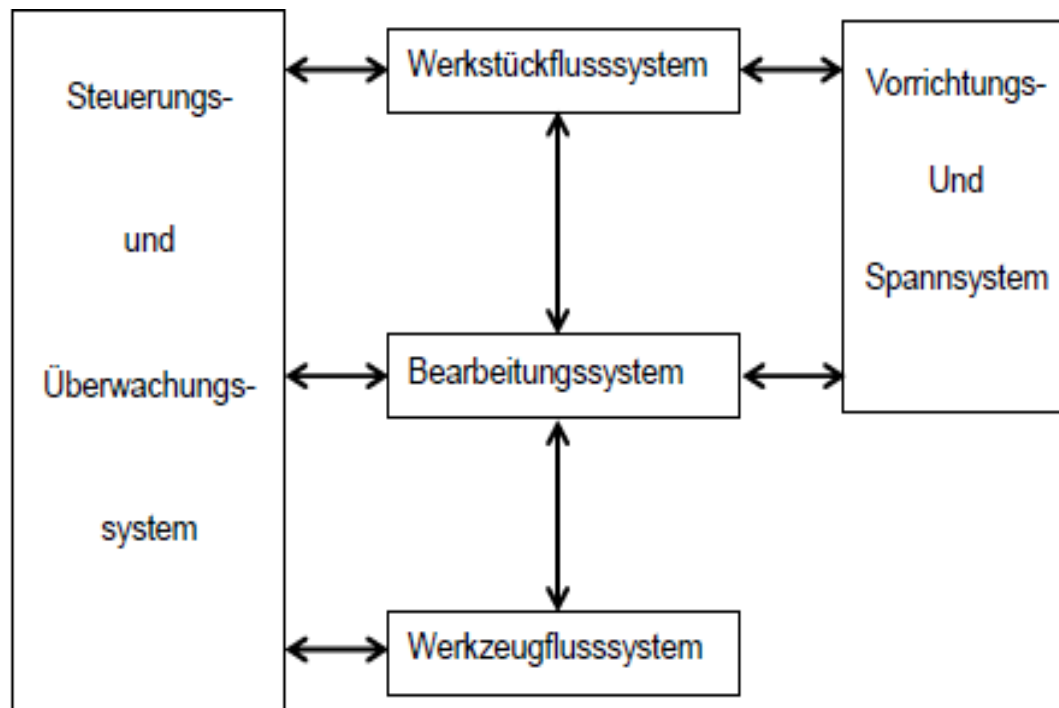 Steuerungs-
und
Überwachungs-
system
Werkstückflusssystem
Bearbeitungssystem
Werkzeugflusssystem
Vorrichtungs-
Und
Spannsystem